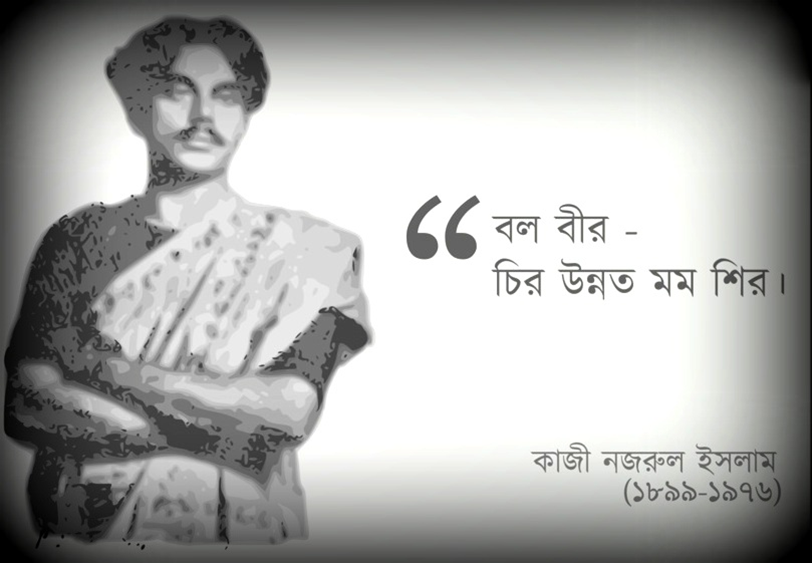 “ বল বীর -
চির উন্নত মম শির।
কাজী নজরুল ইসলাম
(১৮৯৯-১৯৭৬)